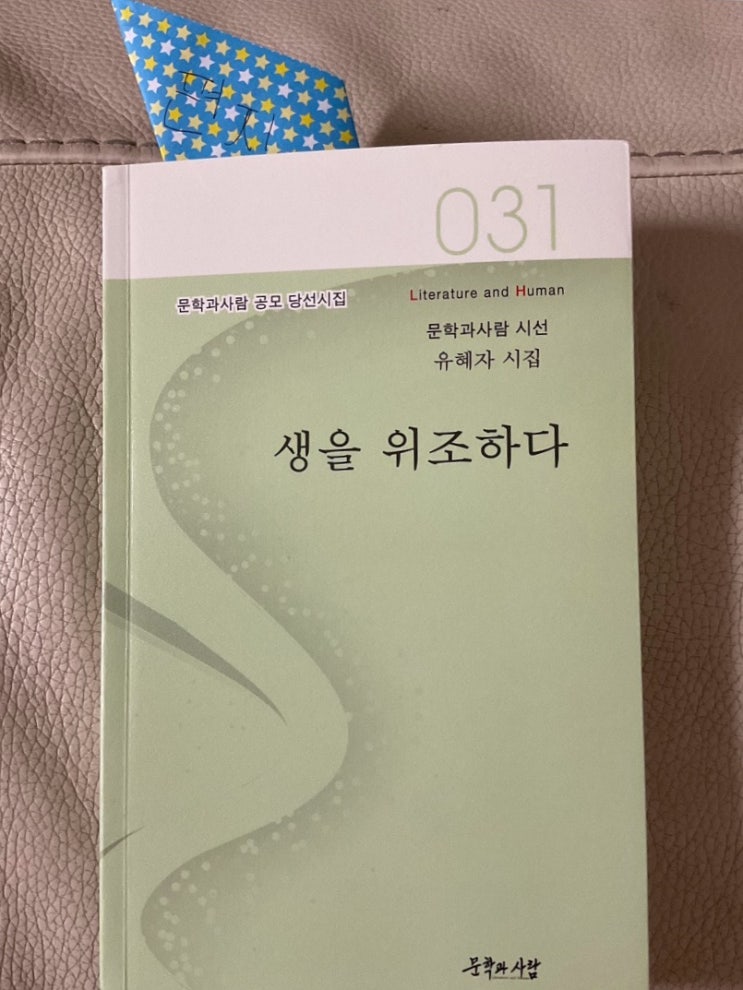 편지
031
문학과사람 공모 당선시집
Literature and Human
문학과사람 시선
유혜자 시집
생을 위조하다
문학과 사람